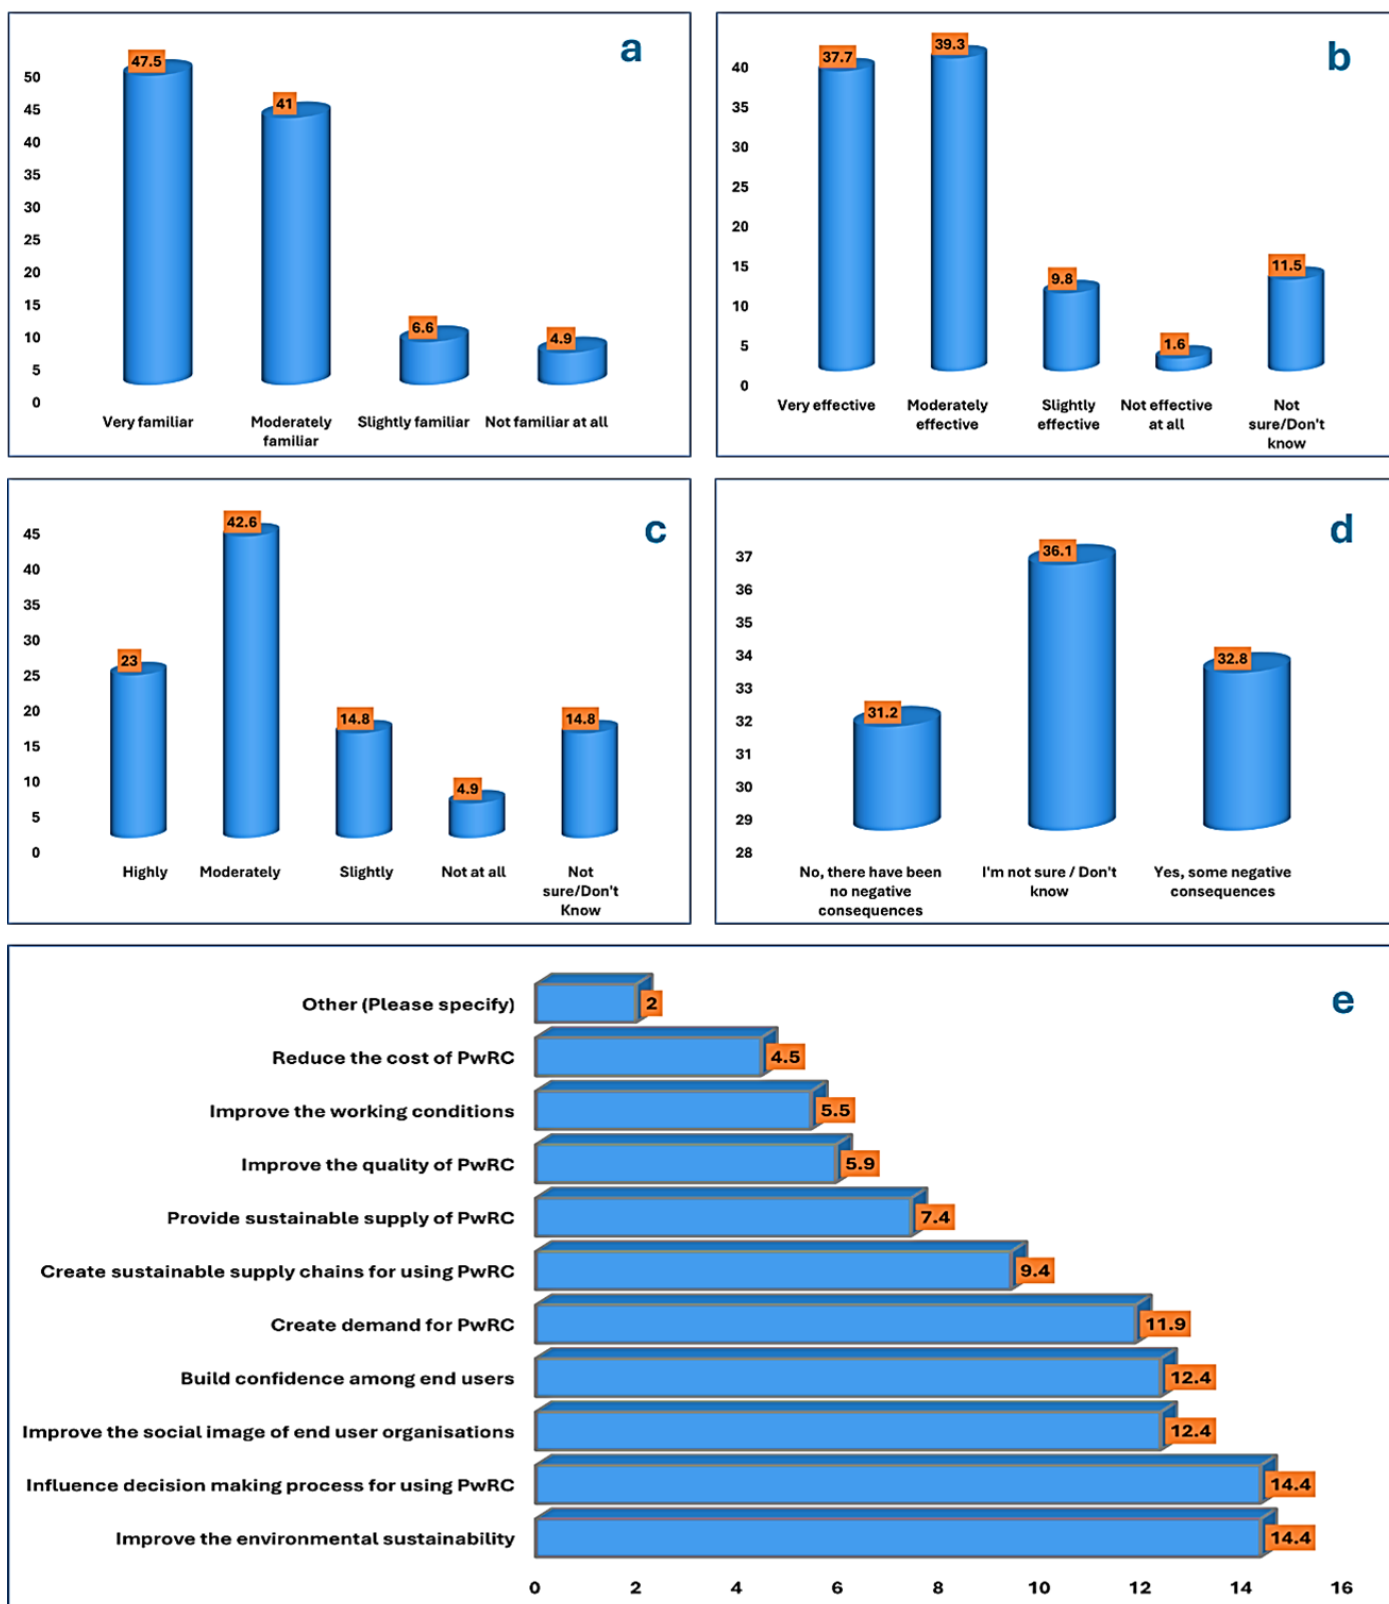 a
47.5
41
6.6
4.9
50
45
40
35
30
25
20
15
10
5
0
Very familiar
Moderately
familiar
Slightly familiar
Not familiar at all
b
37.7
39.3
9.8
1.6
11.5
40
35
30
25
20
15
10
5
0
Very effective
Moderately
effective
Slightly
effective
Not effective
at all
Not
sure/Don't
know
c
23
42.6
14.8
4.9
14.8
45
40
35
30
25
20
15
10
5
0
Highly
Moderately
Slightly
Not at all
Not
sure/Don't
Know
d
31.2
36.1
32.8
37
36
35
34
33
32
31
30
29
28
No, there have been
no negative
consequences
I'm not sure / Don't
know
Yes, some negative
consequences
e
Other (Please specify) 2
Reduce the cost of PwRC 4.5
Improve the working conditions 5.5
Improve the quality of PwRC 5.9
Provide sustainable supply of PwRC 7.4
Create sustainable supply chains for using PwRC 9.4
Create demand for PwRC 11.9
Build confidence among end users 12.4
Improve the social image of end user organisations 12.4
Influence decision making process for using PwRC 14.4
Improve the environmental sustainability 14.4
0 2 4 6 8 10 12 14 16